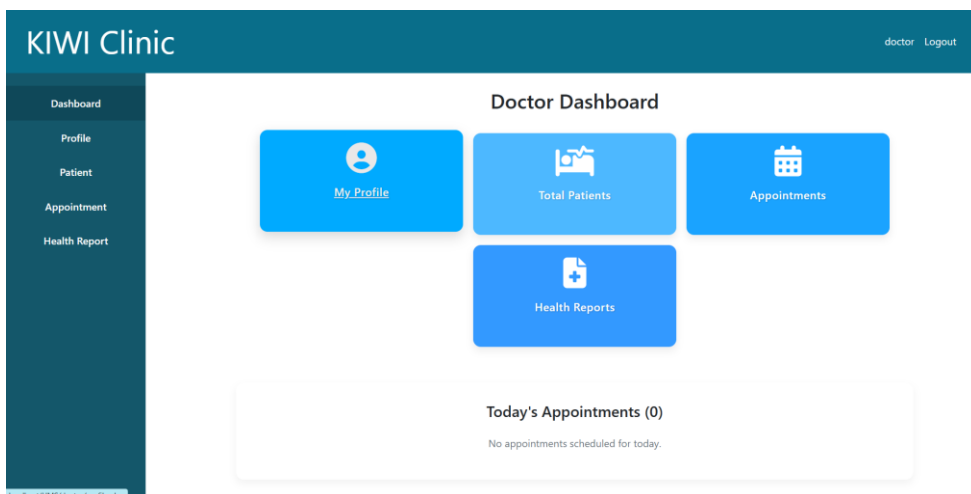 KIWI Clinic
doctor Logout
Dashboard
Profile
Patient
Appointment
Health Report
Doctor Dashboard
My Profile
Total Patients
Appointments
Health Reports
Today's Appointments (0)
No appointments scheduled for today.